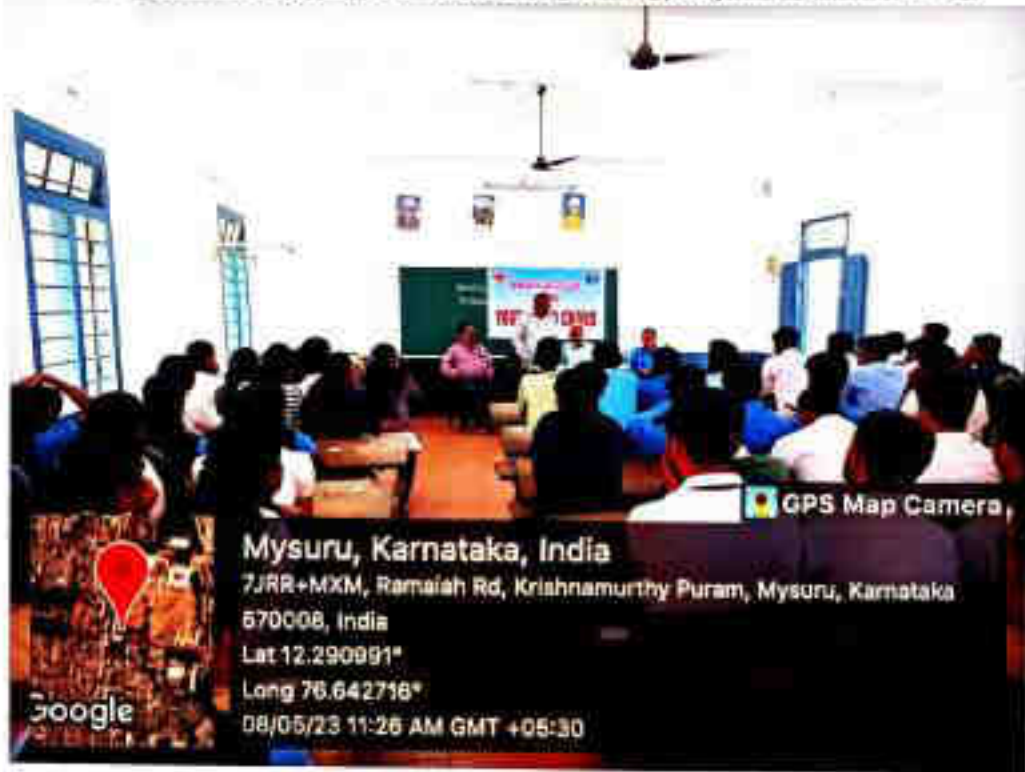 GPS Map Camera
Mysuru, Karnataka, India
7JRR+MXM, Ramaiah Rd, Krishnamurthy Puram, Mysuru, Karnataka
570008, India
Lat 12.290991°
Long 76.642716°
08/05/23 11:26 AM GMT +05:30
Google